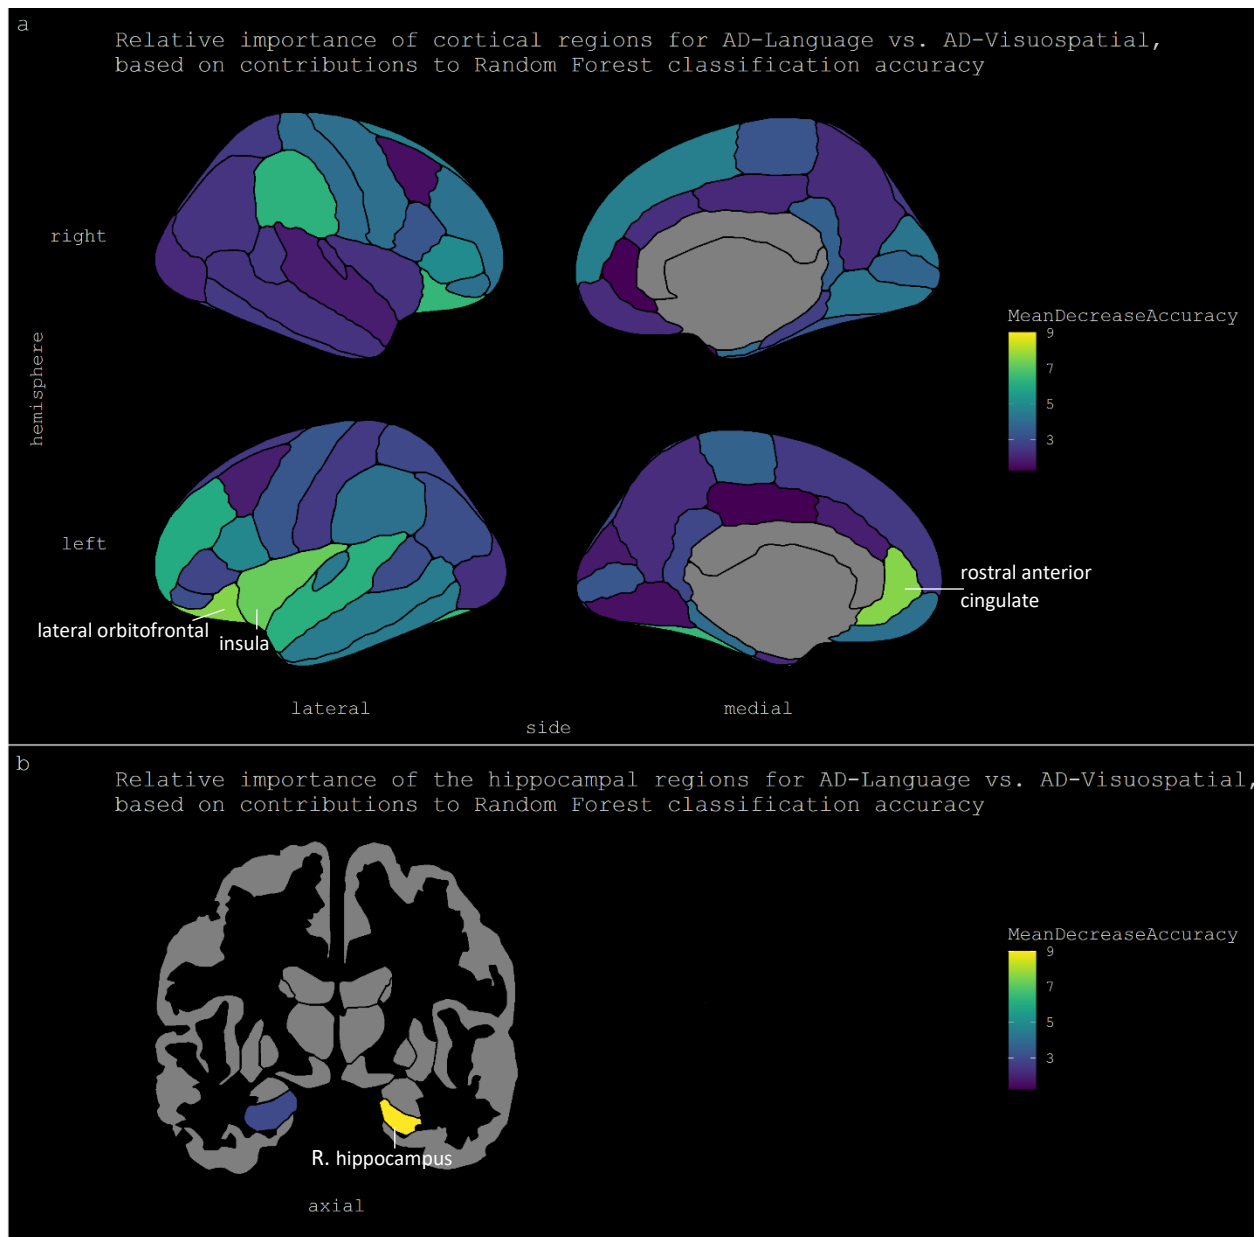 a
Relative importance of cortical regions for AD-Language vs. AD-Visuospatial,
based on contributions to Random Forest classification accuracy
right
hemisphere
left
MeanDecreaseAccuracy
9
7
5
3
lateral orbitofrontal
insula
rostral anterior
cingulate
lateral
medial
side
b
Relative importance of the hippocampal regions for AD-Language vs. AD-Visuospatial,
based on contributions to Random Forest classification accuracy
MeanDecreaseAccuracy
9
7
5
3
R. hippocampus
axial